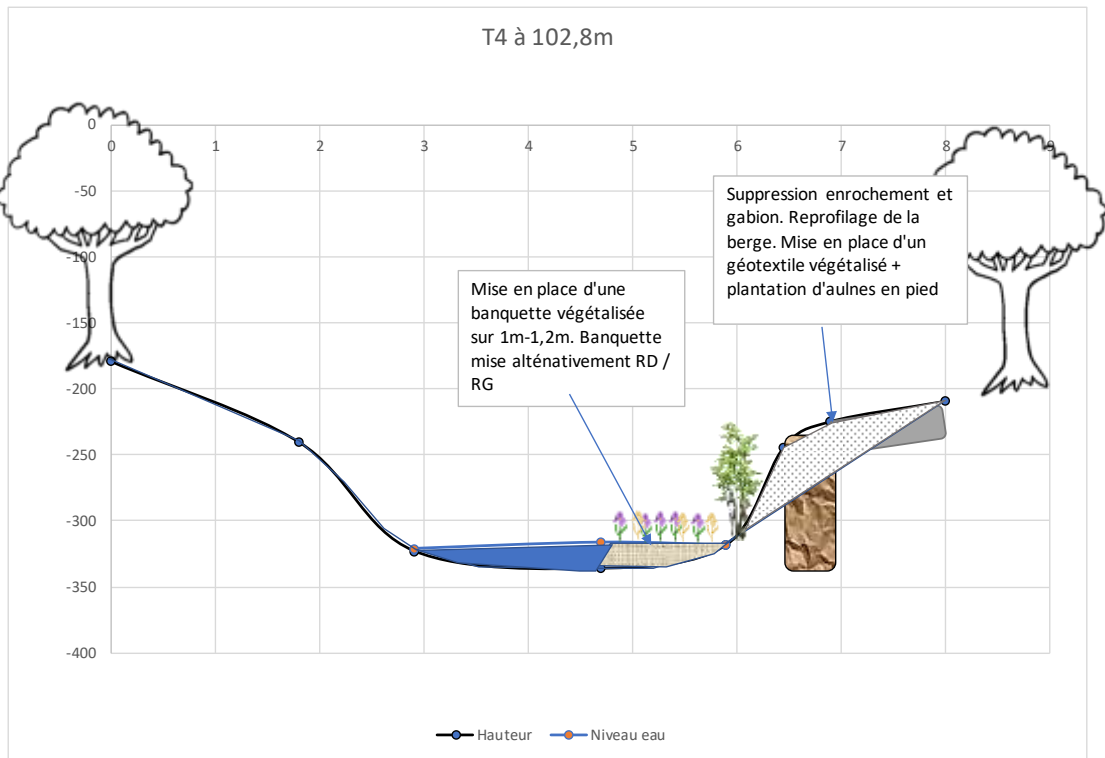 T4 à 102,8m
0
0 1 2 3 4 5 6 7 8 9
-50
-100
-150
-200
-250
-300
-350
-400
Suppression enrochement et
gabion. Reprofilage de la
berge. Mise en place d'un
géotextile végétalisé +
plantation d'aulnes en pied
Mise en place d'une
banquette végétalisée
sur 1m-1,2m. Banquette
mise alténativement RD /
RG
Hauteur
Niveau eau